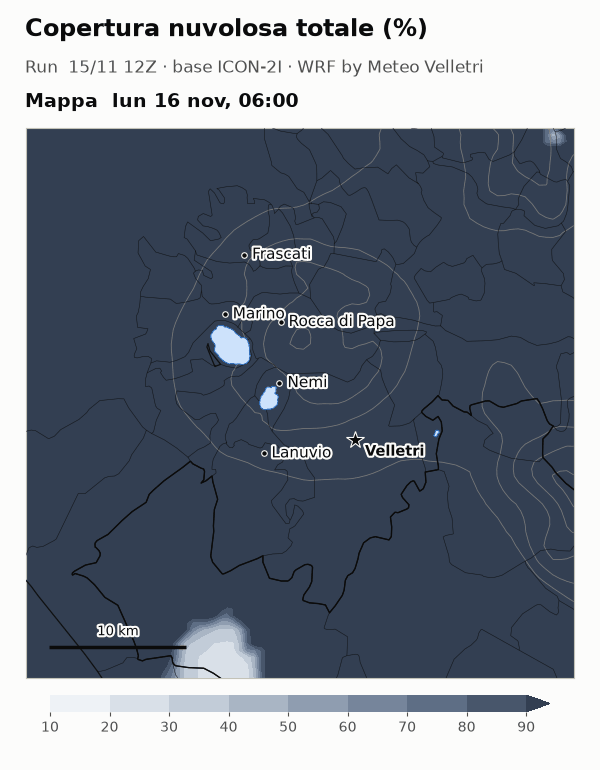 Copertura nuvolosa totale (%)
Run 15/11 12Z · base ICON-2I · WRF by Meteo Velletri
Mappa lun 16 nov, 06:00
Frascati
Marino
Rocca di Papa
Nemi
Velletri
Lanuvio
10 km
10 20 30 40 50 60 70 80 90